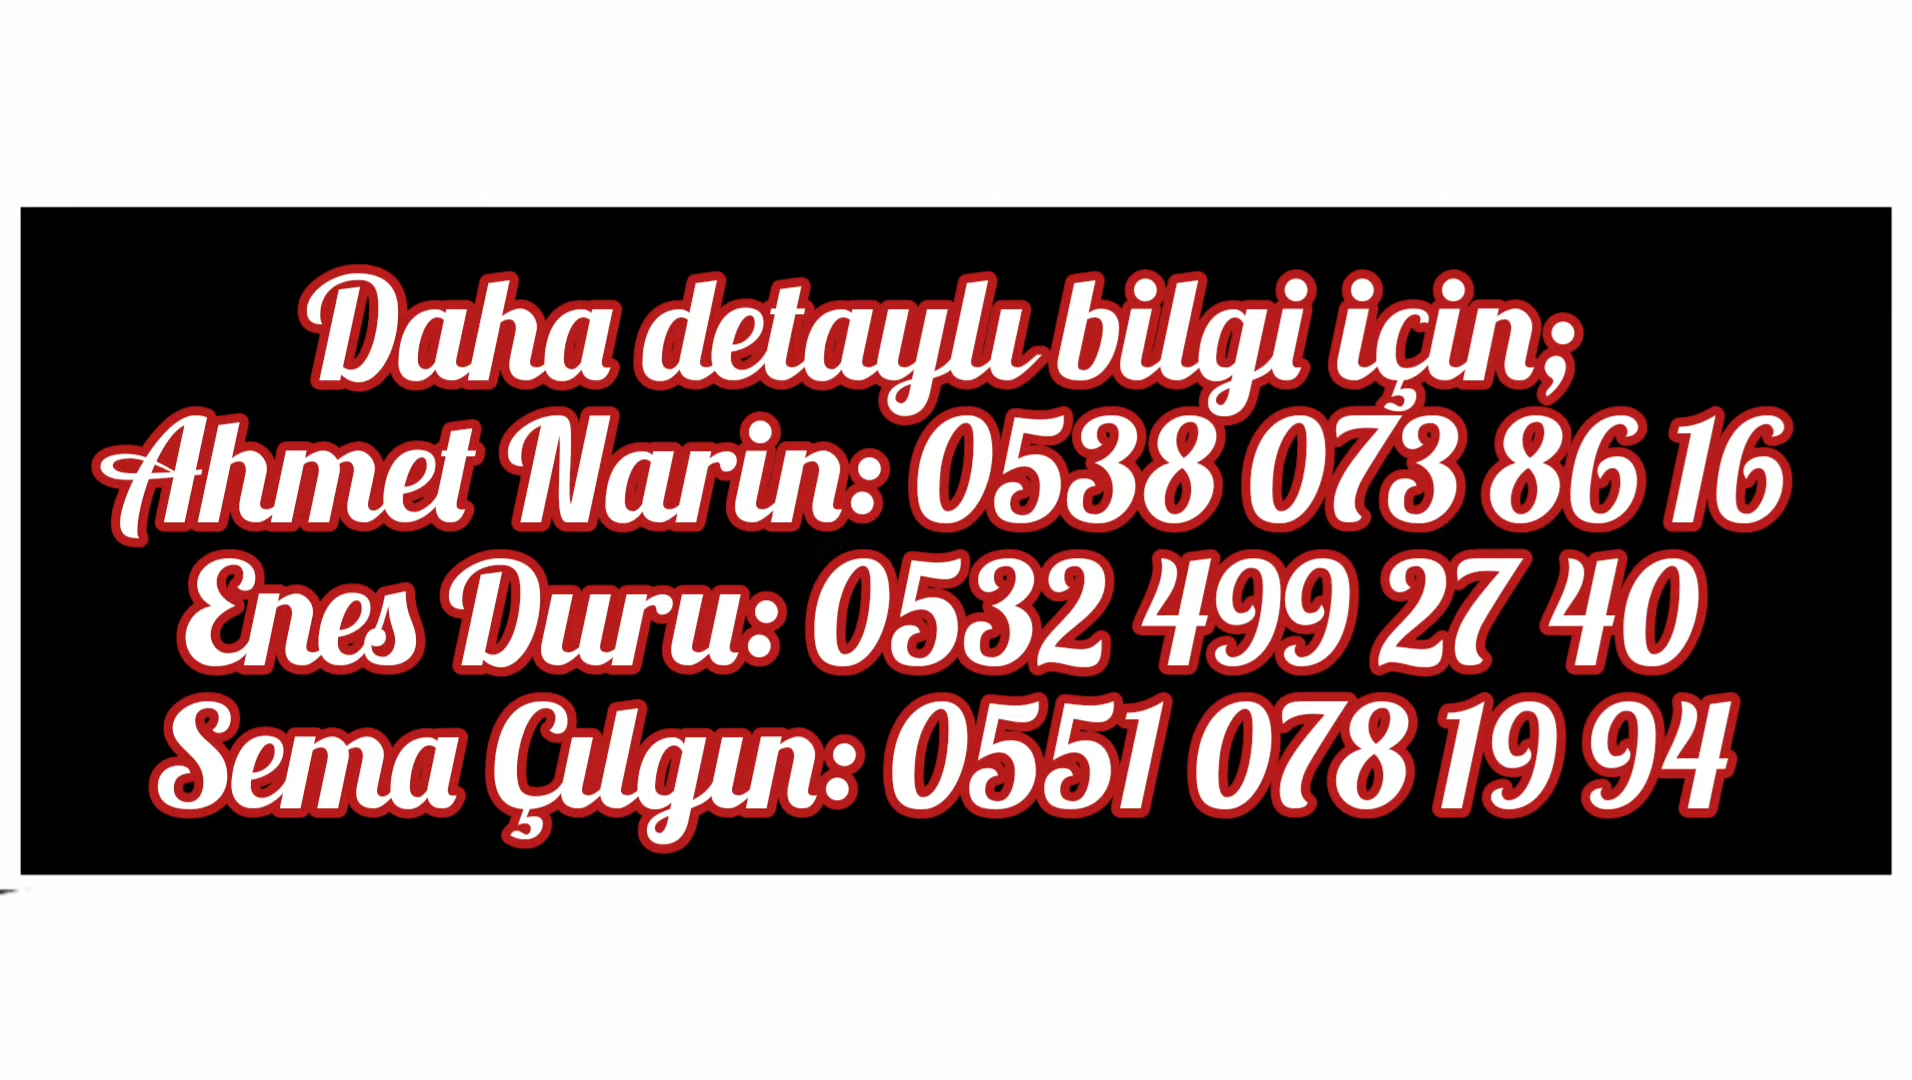 Daha detaylı bilgi için;
Ahmet Narin: 0538 073 86 16
Enes Duru: 0532 499 27 40
Sema Çılgın: 0551 078 19 94